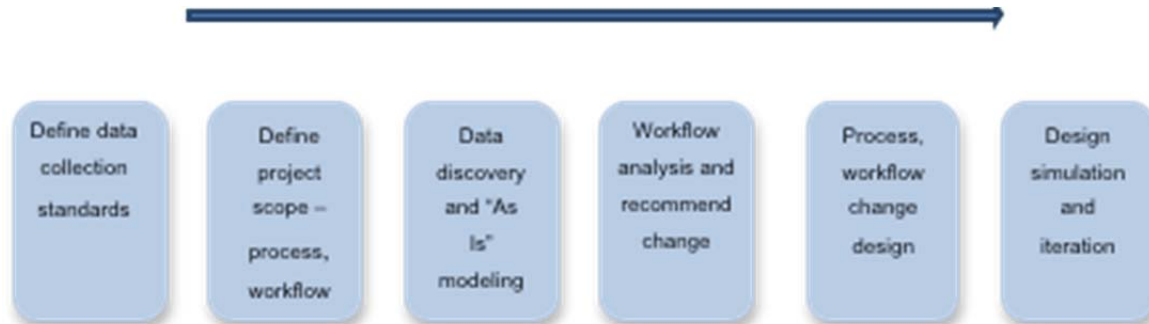 Define data
collection
standards
Define
project
scope –
process,
workflow
Data
discovery
and "As
Is"
modeling
Workflow
analysis and
recommend
change
Process,
workflow
change
design
Design
simulation
and
iteration